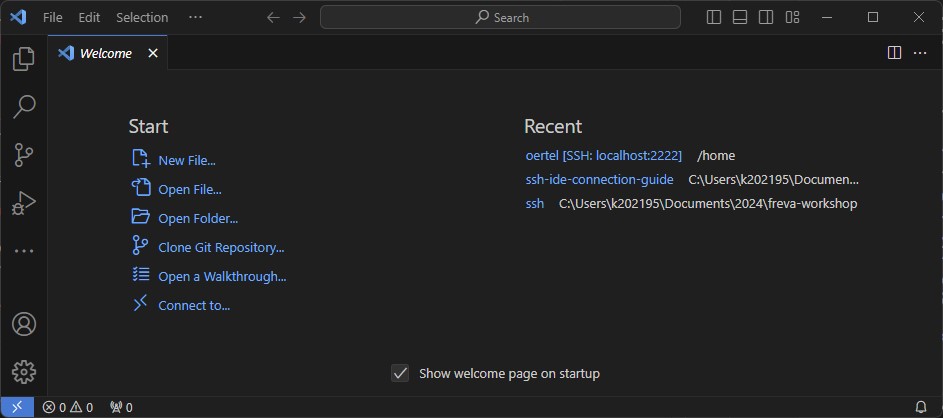 File Edit Selection ··· Search
Welcome
Start
New File...
Open File...
Open Folder...
Clone Git Repository...
Open a Walkthrough...
Connect to...
Recent
oertel [SSH: localhost:2222] /home
ssh-ide-connection-guide C:\Users\k202195\Documen...
ssh C:\Users\k202195\Documents\2024\freva-workshop
Show welcome page on startup
0 0 0